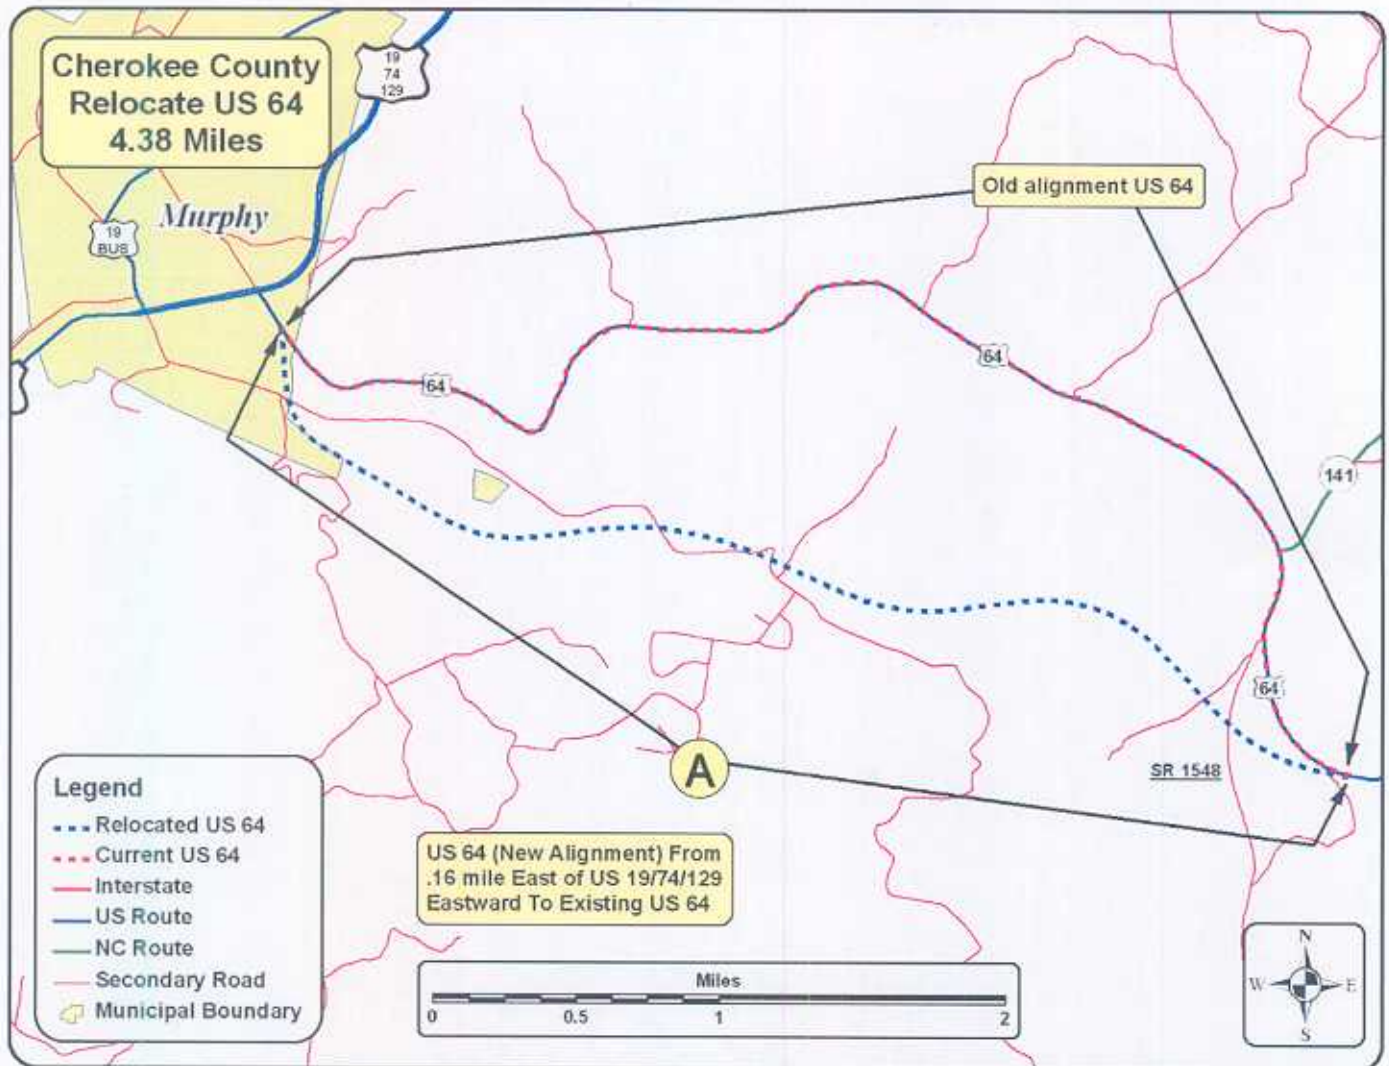 Cherokee County
Relocate US 64
4.38 Miles
19
74
129
Murphy
19
BUS
Old alignment US 64
64
64
141
64
SR 1548
A
US 64 (New Alignment) From
.16 mile East of US 19/74/129
Eastward To Existing US 64
Legend
Relocated US 64
Current US 64
Interstate
US Route
NC Route
Secondary Road
Municipal Boundary
Miles
0 0.5 1 2
N
W E
S